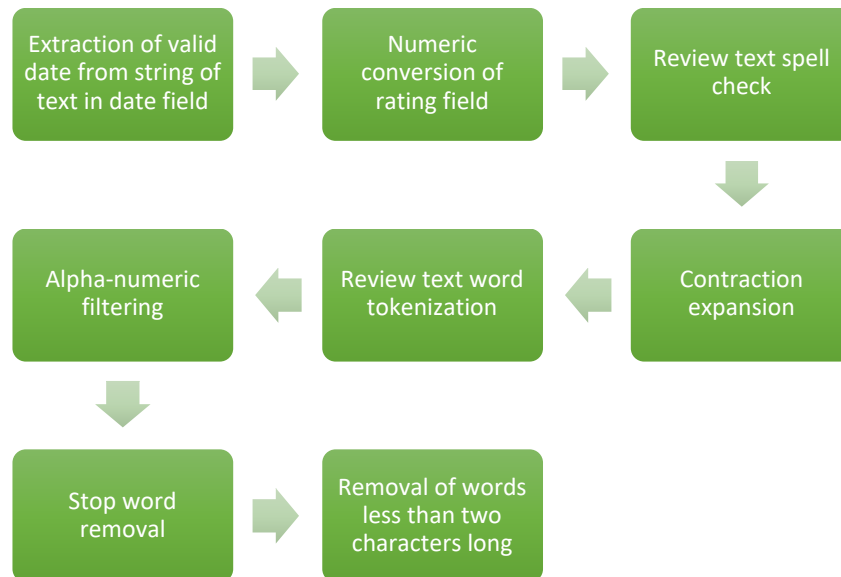 Extraction of valid
date from string of
text in date field
Numeric
conversion of
rating field
Review text spell
check
Contraction
expansion
Review text word
tokenization
Alpha-numeric
filtering
Stop word
removal
Removal of words
less than two
characters long